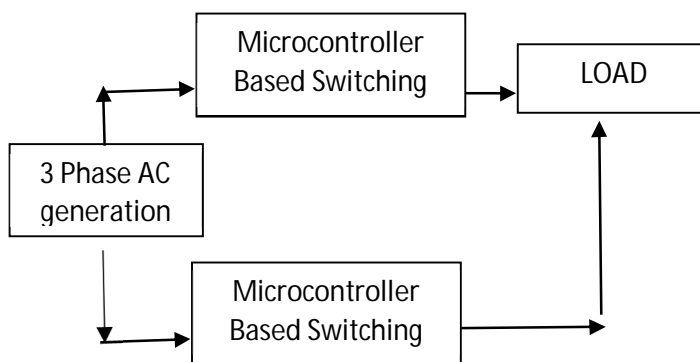 Microcontroller
Based Switching
LOAD
3 Phase AC
generation
Microcontroller
Based Switching